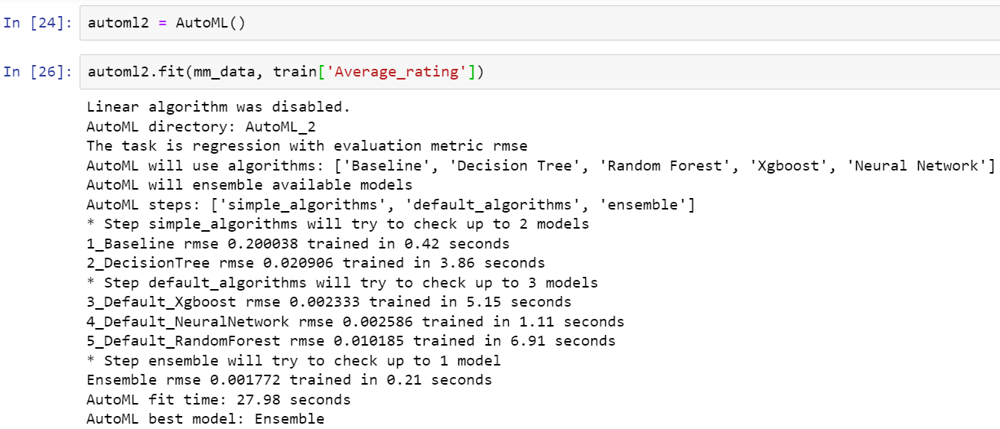 In [24]: automl2 = AutoML()
In [26]: automl2.fit(mm_data, train['Average_rating'])
Linear algorithm was disabled.
AutoML directory: AutoML_2
The task is regression with evaluation metric rmse
AutoML will use algorithms: ['Baseline', 'Decision Tree', 'Random Forest', 'Xgboost', 'Neural Network']
AutoML will ensemble available models
AutoML steps: ['simple_algorithms', 'default_algorithms', 'ensemble']
* Step simple_algorithms will try to check up to 2 models
1_Baseline rmse 0.200038 trained in 0.42 seconds
2_DecisionTree rmse 0.020906 trained in 3.86 seconds
* Step default_algorithms will try to check up to 3 models
3_Default_Xgboost rmse 0.002333 trained in 5.15 seconds
4_Default_NeuralNetwork rmse 0.002586 trained in 1.11 seconds
5_Default_RandomForest rmse 0.010185 trained in 6.91 seconds
* Step ensemble will try to check up to 1 model
Ensemble rmse 0.001772 trained in 0.21 seconds
AutoML fit time: 27.98 seconds
AutoML best model: Ensemble